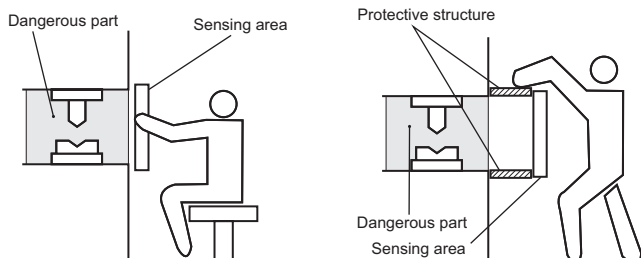 Dangerous part
Sensing area
Protective structure
Dangerous part
Sensing area